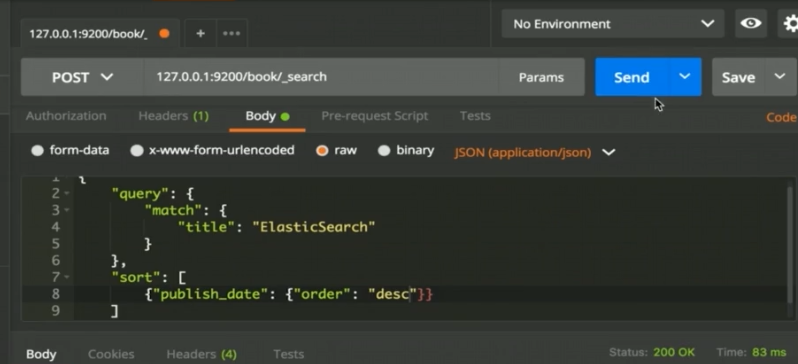 No Environment
127.0.0.1:9200/book/_
+ •••
POST 127.0.0.1:9200/book/_search Params Send Save
Authorization Headers (1) Body Pre-request Script Tests Code
form-data x-www-form-urlencoded raw binary JSON (application/json)
1 {
2 "query": {
3 "match": {
4 "title": "ElasticSearch"
5 }
6 },
7 "sort": [
8 {"publish_date": {"order": "desc"}}
9 ]
Body Cookies Headers (4) Tests Status: 200 OK Time: 83 ms